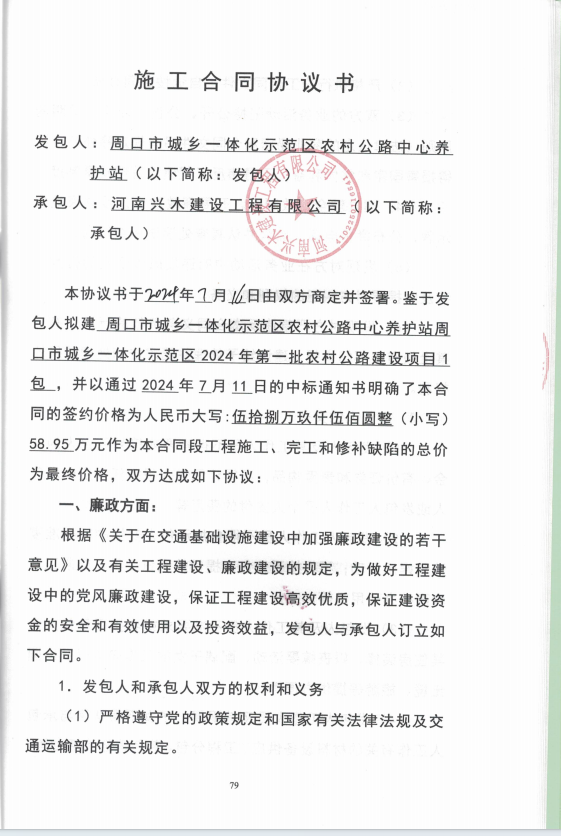 施工合同协议书
发包人：周口市城乡一体化示范区农村公路中心养
护站（以下简称：发包人）
承包人：河南兴木建设工程有限公司（以下简称：
承包人）
河南兴木建设工程有限公司
本协议书于2024年7月16日由双方商定并签署。鉴于发
包人拟建 周口市城乡一体化示范区农村公路中心养护站周
口市城乡一体化示范区 2024 年第一批农村公路建设项目 1
包 ，并以通过 2024 年 7 月 11 日的中标通知书明确了本合
同的签约价格为人民币大写:伍拾捌万玖仟伍佰圆整（小写）
58.95 万元作为本合同段工程施工、完工和修补缺陷的总价
为最终价格，双方达成如下协议：
一、廉政方面：
根据《关于在交通基础设施建设中加强廉政建设的若干
意见》以及有关工程建设、廉政建设的规定，为做好工程建
设中的党风廉政建设，保证工程建设高效优质，保证建设资
金的安全和有效使用以及投资效益，发包人与承包人订立如
下合同。
1．发包人和承包人双方的权利和义务
（1）严格遵守党的政策规定和国家有关法律法规及交
通运输部的有关规定。
79